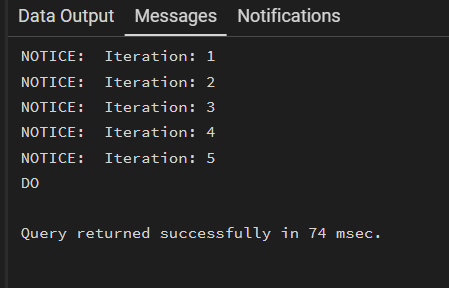 Data Output Messages Notifications
NOTICE:  Iteration: 1
NOTICE:  Iteration: 2
NOTICE:  Iteration: 3
NOTICE:  Iteration: 4
NOTICE:  Iteration: 5
DO
Query returned successfully in 74 msec.